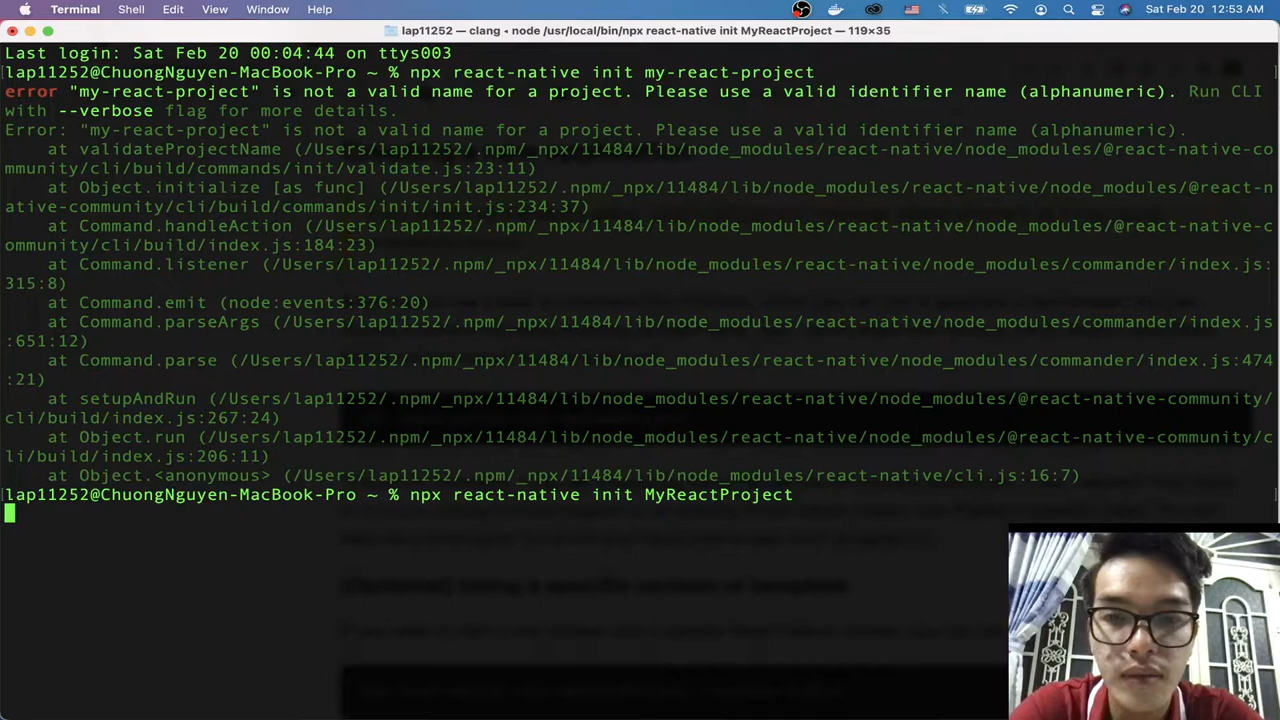 Terminal Shell Edit View Window Help Sat Feb 20 12:53 AM
lap11252 — clang ◂ node /usr/local/bin/npx react-native init MyReactProject — 119×35
Last login: Sat Feb 20 00:04:44 on ttys003
[lap11252@ChuongNguyen-MacBook-Pro ~ % npx react-native init my-react-project ]
error "my-react-project" is not a valid name for a project. Please use a valid identifier name (alphanumeric). Run CLI
with --verbose flag for more details.
Error: "my-react-project" is not a valid name for a project. Please use a valid identifier name (alphanumeric).
    at validateProjectName (/Users/lap11252/.npm/_npx/11484/lib/node_modules/react-native/node_modules/@react-native-co
mmunity/cli/build/commands/init/validate.js:23:11)
    at Object.initialize [as func] (/Users/lap11252/.npm/_npx/11484/lib/node_modules/react-native/node_modules/@react-n
ative-community/cli/build/commands/init/init.js:234:37)
    at Command.handleAction (/Users/lap11252/.npm/_npx/11484/lib/node_modules/react-native/node_modules/@react-native-c
ommunity/cli/build/index.js:184:23)
    at Command.listener (/Users/lap11252/.npm/_npx/11484/lib/node_modules/react-native/node_modules/commander/index.js:
315:8)
    at Command.emit (node:events:376:20)
    at Command.parseArgs (/Users/lap11252/.npm/_npx/11484/lib/node_modules/react-native/node_modules/commander/index.js
:651:12)
    at Command.parse (/Users/lap11252/.npm/_npx/11484/lib/node_modules/react-native/node_modules/commander/index.js:474
:21)
    at setupAndRun (/Users/lap11252/.npm/_npx/11484/lib/node_modules/react-native/node_modules/@react-native-community/
cli/build/index.js:267:24)
    at Object.run (/Users/lap11252/.npm/_npx/11484/lib/node_modules/react-native/node_modules/@react-native-community/c
li/build/index.js:206:11)
    at Object.<anonymous> (/Users/lap11252/.npm/_npx/11484/lib/node_modules/react-native/cli.js:16:7)
[lap11252@ChuongNguyen-MacBook-Pro ~ % npx react-native init MyReactProject ]
(Optional) Using a specific version or template